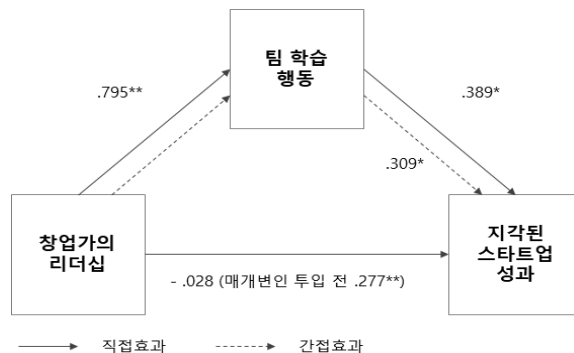 팀 학습
행동
.795**
.389*
.309*
창업가의
리더십
지각된
스타트업
성과
- .028 (매개변인 투입 전 .277**)
직접효과
간접효과